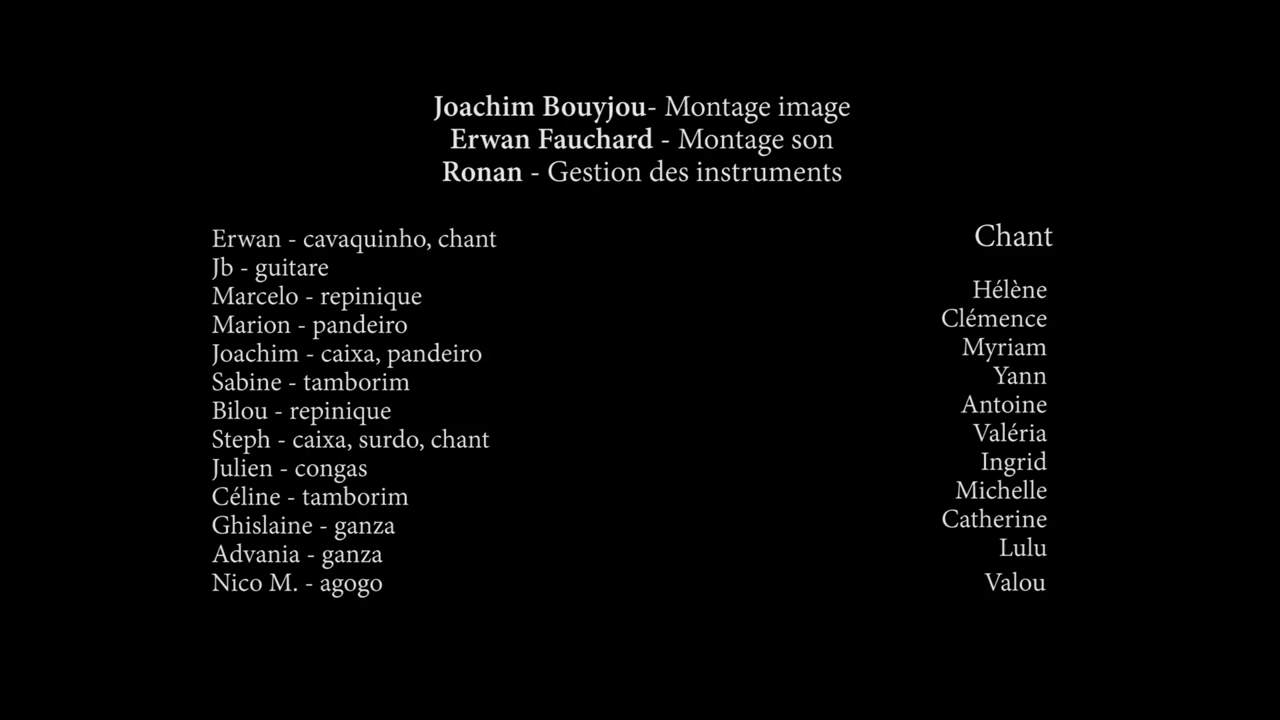 Joachim Bouyjou- Montage image
Erwan Fauchard - Montage son
Ronan - Gestion des instruments
Erwan - cavaquinho, chant
Jb - guitare
Marcelo - repinique
Marion - pandeiro
Joachim - caixa, pandeiro
Sabine - tamborim
Bilou - repinique
Steph - caixa, surdo, chant
Julien - congas
Céline - tamborim
Ghislaine - ganza
Advania - ganza
Nico M. - agogo
Chant
Hélène
Clémence
Myriam
Yann
Antoine
Valéria
Ingrid
Michelle
Catherine
Lulu
Valou